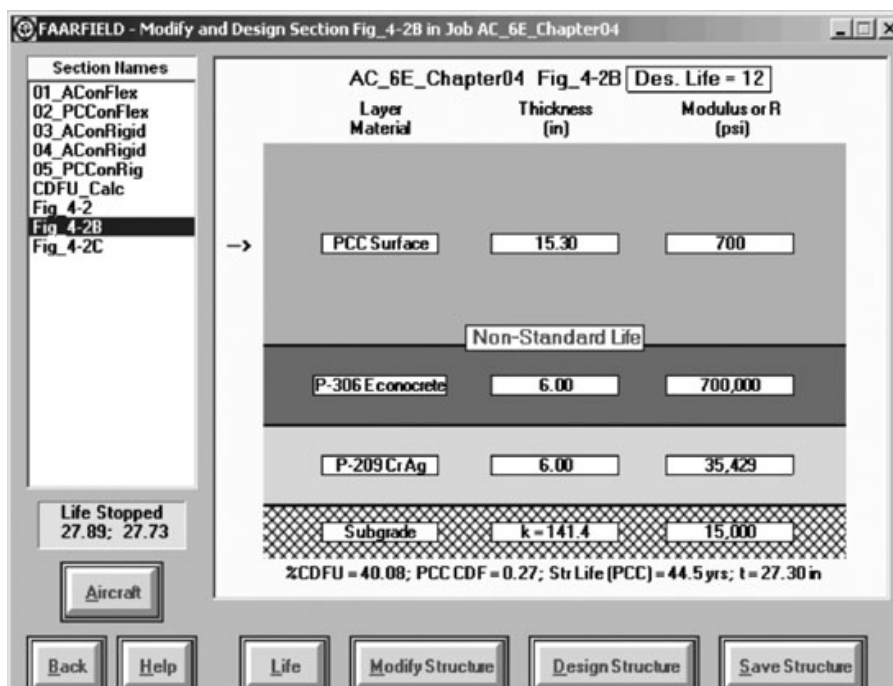 FAARFIELD - Modify and Design Section Fig_4-2B in Job AC_6E_Chapter04
Section Names
01_AConFlex
02_PCConFlex
03_AConRigid
04_AConRigid
05_PCConRig
CDFU_Calc
Fig_4-2
Fig_4-2B
Fig_4-2C
Life Stopped
27.89; 27.73
Aircraft
AC_6E_Chapter04 Fig_4-2B Des. Life = 12
Layer Material Thickness (in) Modulus or R (psi)
--> PCC Surface 15.30 700
Non-Standard Life
P-306 Econocrete 6.00 700,000
P-209 CrAg 6.00 35,429
Subgrade k = 141.4 15,000
%CDFU = 40.08; PCC CDF = 0.27; Str Life (PCC) = 44.5 yrs; t = 27.30 in
Back Help Life Modify Structure Design Structure Save Structure